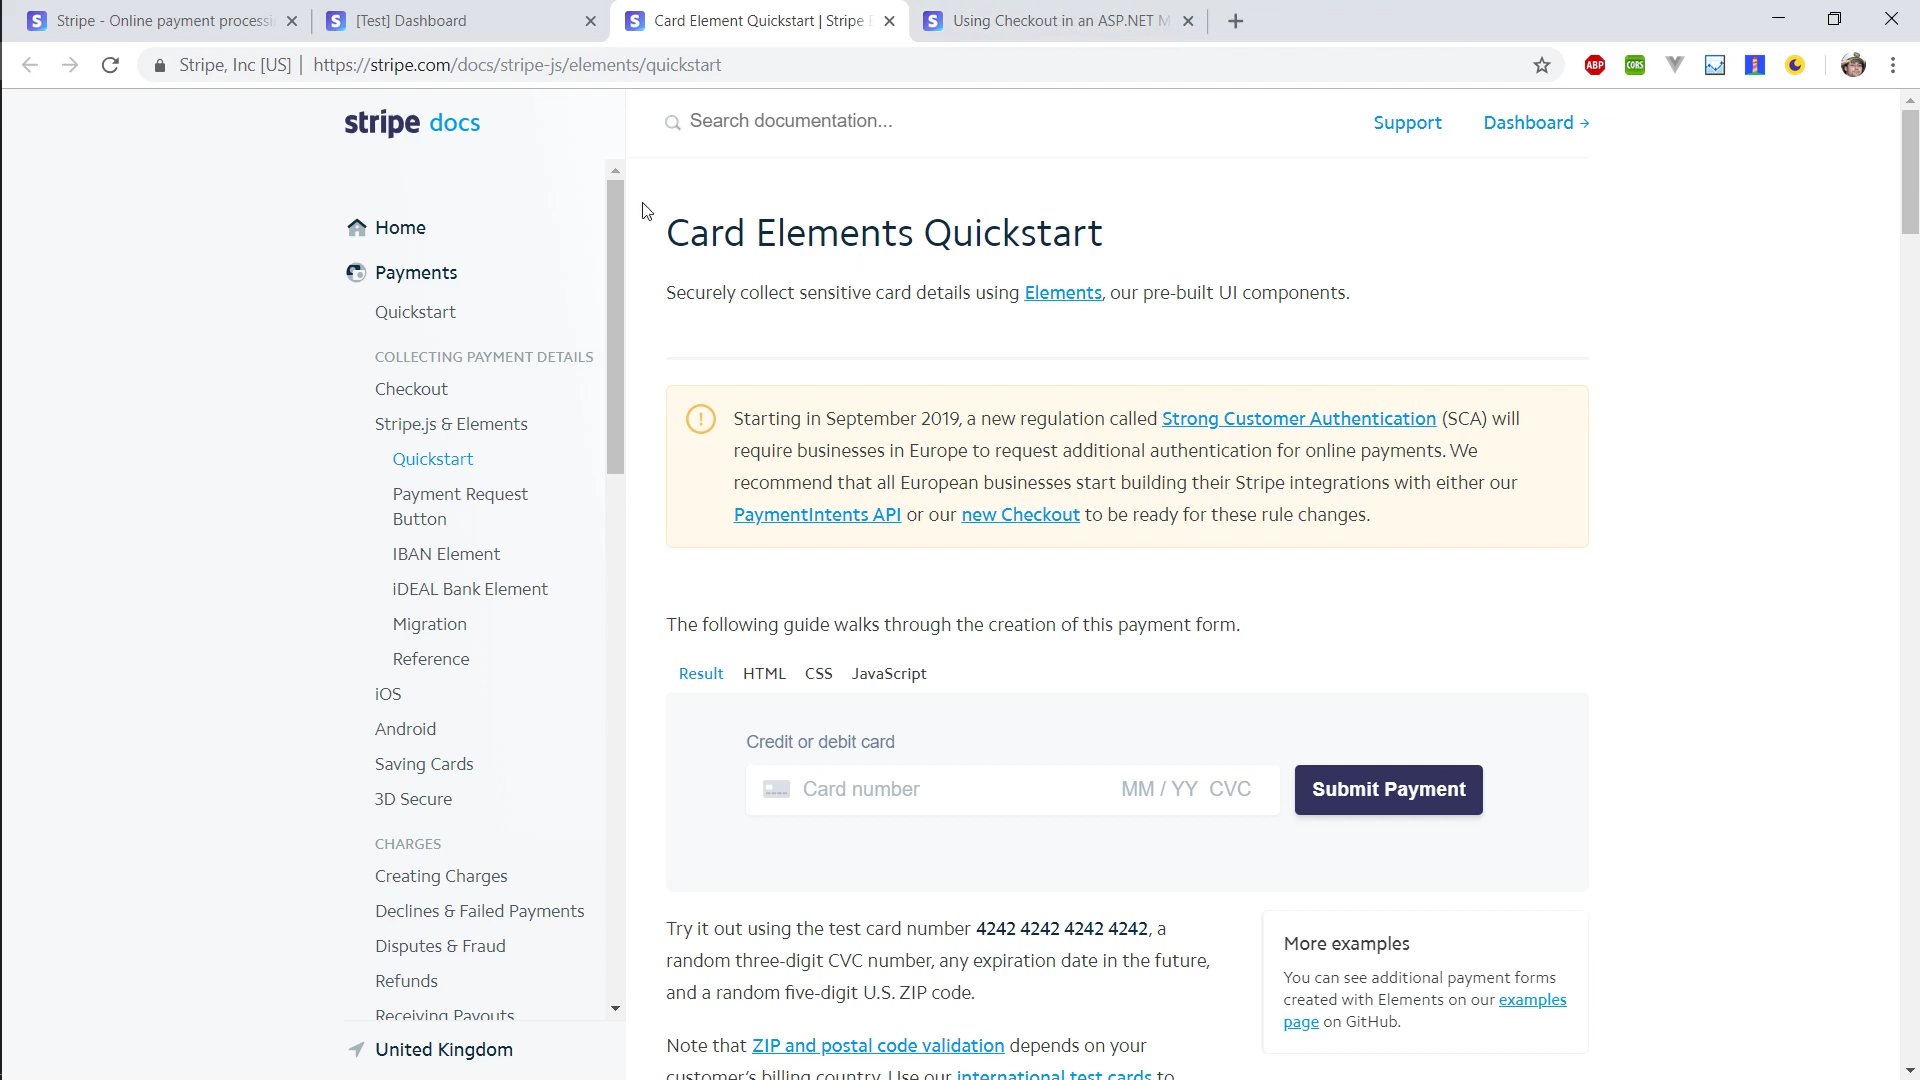 Stripe - Online payment processi
[Test] Dashboard
Card Element Quickstart | Stripe
Using Checkout in an ASP.NET M
Stripe, Inc [US] | https://stripe.com/docs/stripe-js/elements/quickstart
ABP
CORS
stripe docs
Search documentation...
Support
Dashboard →
Home
Payments
Quickstart
COLLECTING PAYMENT DETAILS
Checkout
Stripe.js & Elements
Quickstart
Payment Request
Button
IBAN Element
iDEAL Bank Element
Migration
Reference
iOS
Android
Saving Cards
3D Secure
CHARGES
Creating Charges
Declines & Failed Payments
Disputes & Fraud
Refunds
Receiving Payouts
United Kingdom
Card Elements Quickstart
Securely collect sensitive card details using Elements, our pre-built UI components.
Starting in September 2019, a new regulation called Strong Customer Authentication (SCA) will
require businesses in Europe to request additional authentication for online payments. We
recommend that all European businesses start building their Stripe integrations with either our
PaymentIntents API or our new Checkout to be ready for these rule changes.
The following guide walks through the creation of this payment form.
Result HTML CSS JavaScript
Credit or debit card
Card number MM / YY CVC
Submit Payment
Try it out using the test card number 4242 4242 4242 4242, a
random three-digit CVC number, any expiration date in the future,
and a random five-digit U.S. ZIP code.
Note that ZIP and postal code validation depends on your
customer's billing country. Use our international test cards to
More examples
You can see additional payment forms
created with Elements on our examples
page on GitHub.